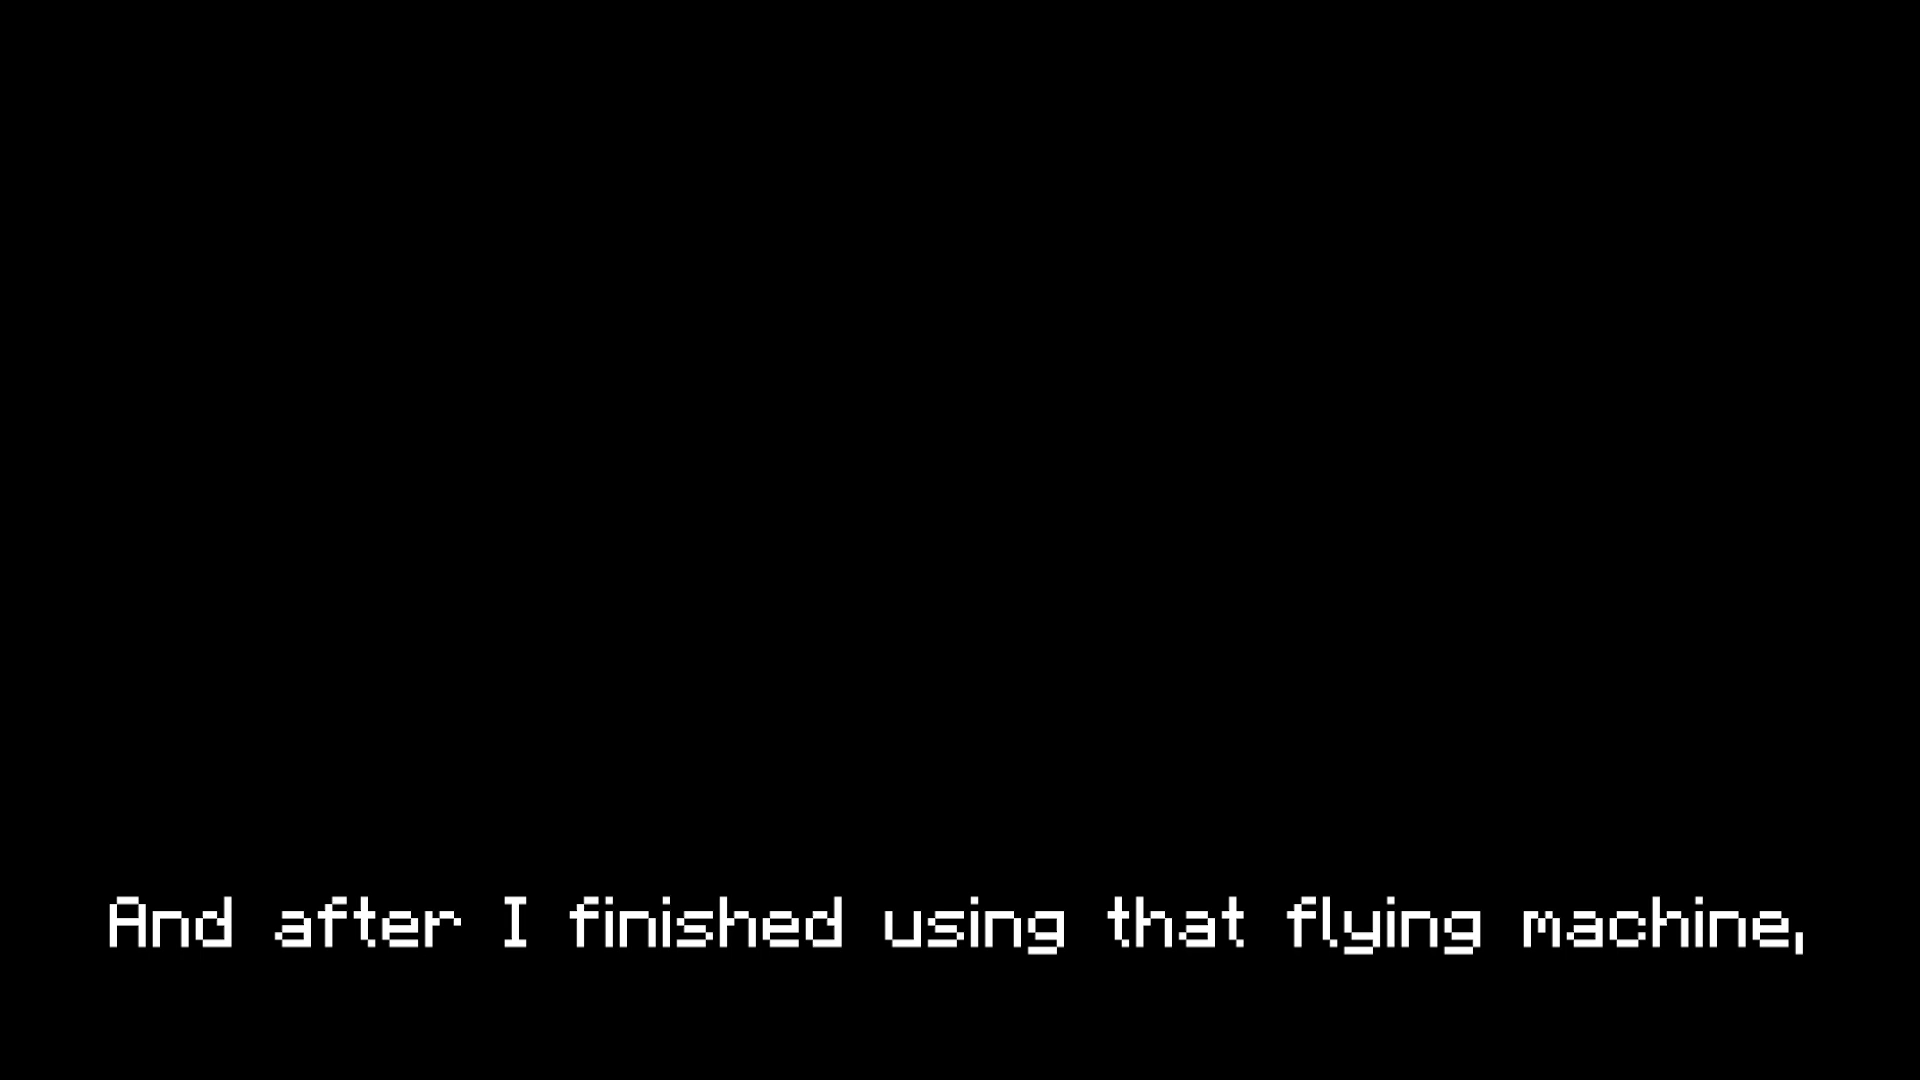 And after I finished using that flying machine,